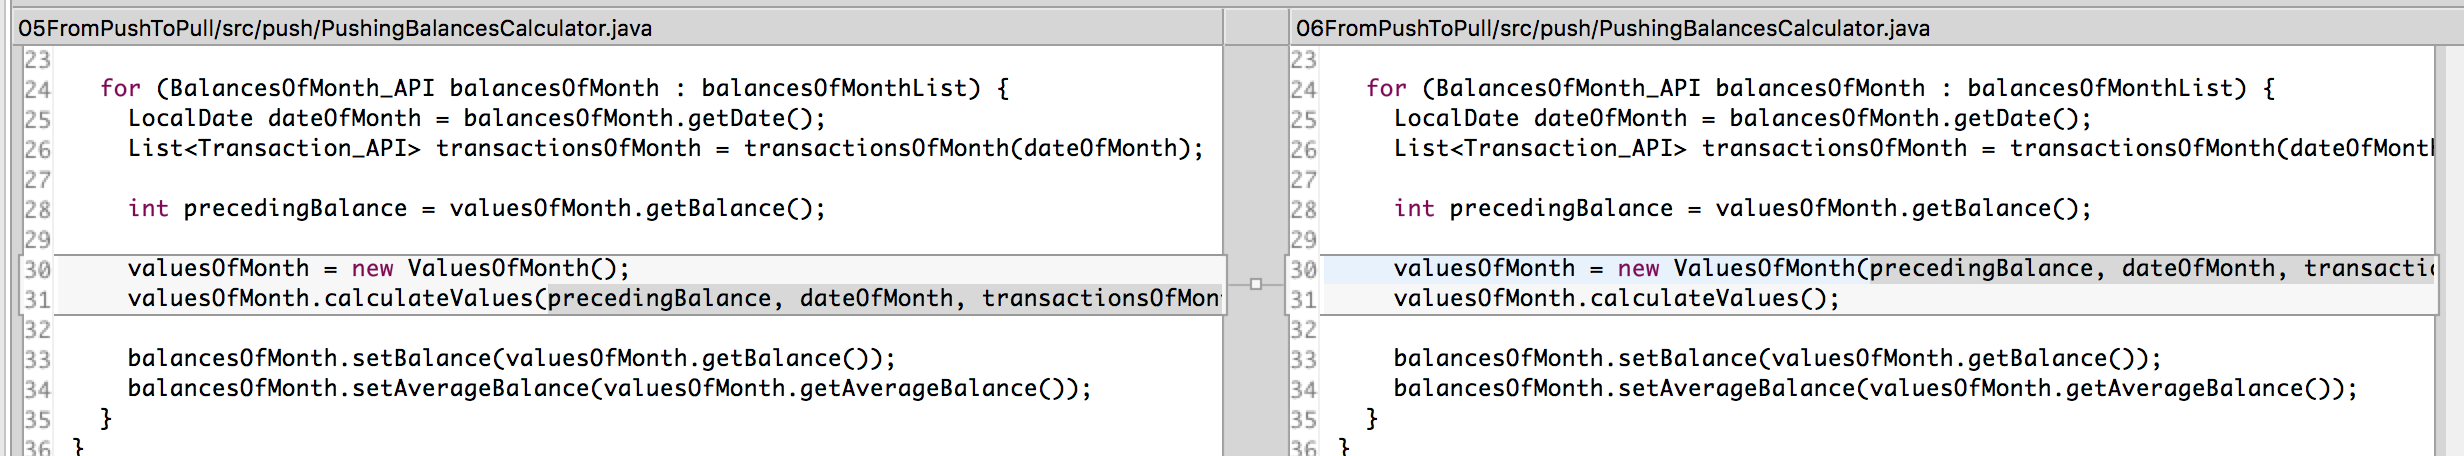 05FromPushToPull/src/push/PushingBalancesCalculator.java
23
24 for (BalancesOfMonth_API balancesOfMonth : balancesOfMonthList) {
25 LocalDate dateOfMonth = balancesOfMonth.getDate();
26 List<Transaction_API> transactionsOfMonth = transactionsOfMonth(dateOfMonth);
27
28 int precedingBalance = valuesOfMonth.getBalance();
29
30 valuesOfMonth = new ValuesOfMonth();
31 valuesOfMonth.calculateValues(precedingBalance, dateOfMonth, transactionsOfMon
32
33 balancesOfMonth.setBalance(valuesOfMonth.getBalance());
34 balancesOfMonth.setAverageBalance(valuesOfMonth.getAverageBalance());
35 }
36 }
06FromPushToPull/src/push/PushingBalancesCalculator.java
23
24 for (BalancesOfMonth_API balancesOfMonth : balancesOfMonthList) {
25 LocalDate dateOfMonth = balancesOfMonth.getDate();
26 List<Transaction_API> transactionsOfMonth = transactionsOfMonth(dateOfMont
27
28 int precedingBalance = valuesOfMonth.getBalance();
29
30 valuesOfMonth = new ValuesOfMonth(precedingBalance, dateOfMonth, transacti
31 valuesOfMonth.calculateValues();
32
33 balancesOfMonth.setBalance(valuesOfMonth.getBalance());
34 balancesOfMonth.setAverageBalance(valuesOfMonth.getAverageBalance());
35 }
36 }